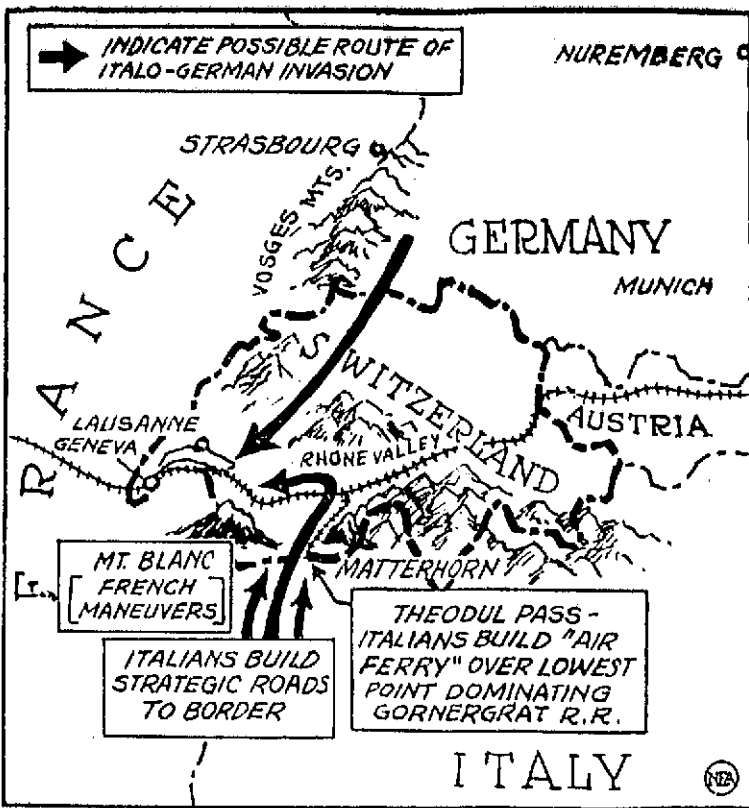 INDICATE POSSIBLE ROUTE OF
ITALO-GERMAN INVASION
NUREMBERG
STRASBOURG
VOSGES MTS.
GERMANY
MUNICH
FRANCE
SWITZERLAND
AUSTRIA
LAUSANNE
GENEVA
RHONE VALLEY
MT. BLANC
FRENCH
MANEUVERS
MATTERHORN
THEODUL PASS-
ITALIANS BUILD "AIR
FERRY" OVER LOWEST
POINT DOMINATING
GORNERGRAT R.R.
ITALIANS BUILD
STRATEGIC ROADS
TO BORDER
ITALY
NEA